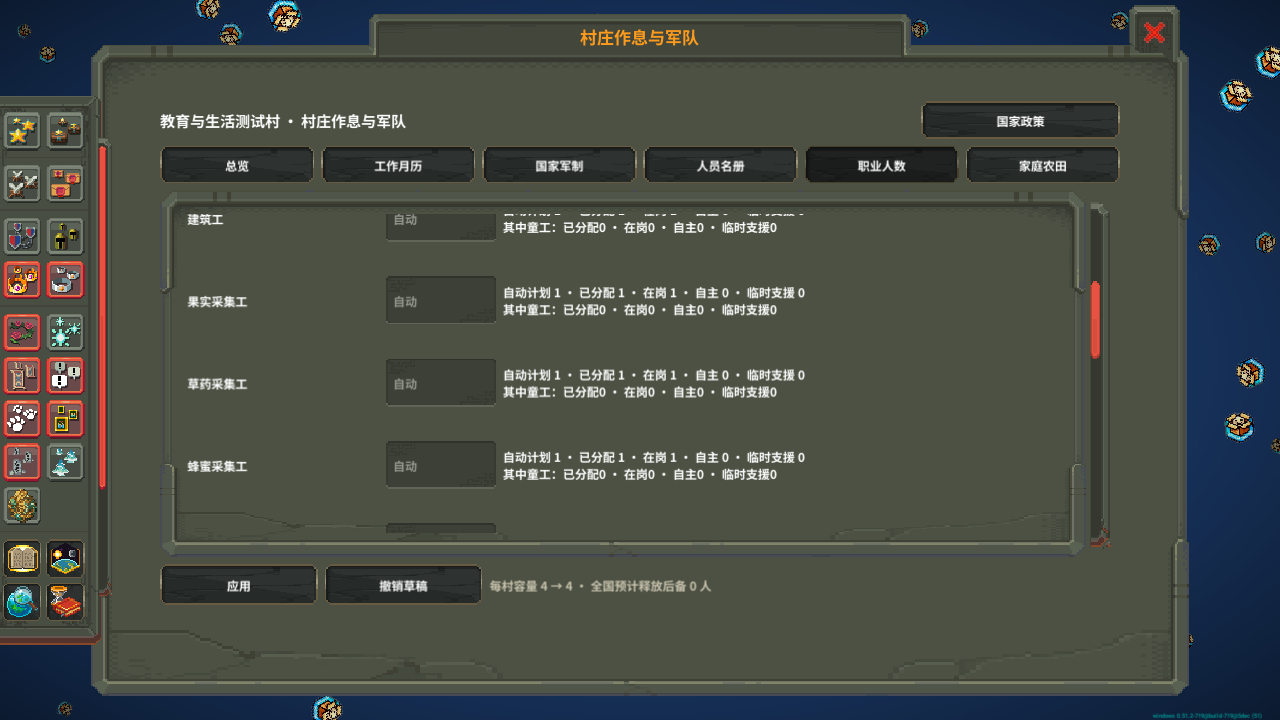 村庄作息与军队
教育与生活测试村 · 村庄作息与军队
国家政策
总览
工作月历
国家军制
人员名册
职业人数
家庭农田
建筑工
自动
其中童工：已分配0 · 在岗0 · 自主0 · 临时支援0
果实采集工
自动
自动计划 1 · 已分配 1 · 在岗 1 · 自主 0 · 临时支援 0
其中童工：已分配0 · 在岗0 · 自主0 · 临时支援0
草药采集工
自动
自动计划 1 · 已分配 1 · 在岗 1 · 自主 0 · 临时支援 0
其中童工：已分配0 · 在岗0 · 自主0 · 临时支援0
蜂蜜采集工
自动
自动计划 1 · 已分配 1 · 在岗 1 · 自主 0 · 临时支援 0
其中童工：已分配0 · 在岗0 · 自主0 · 临时支援0
应用
撤销草稿
每村容量 4 → 4 · 全国预计释放后备 0 人